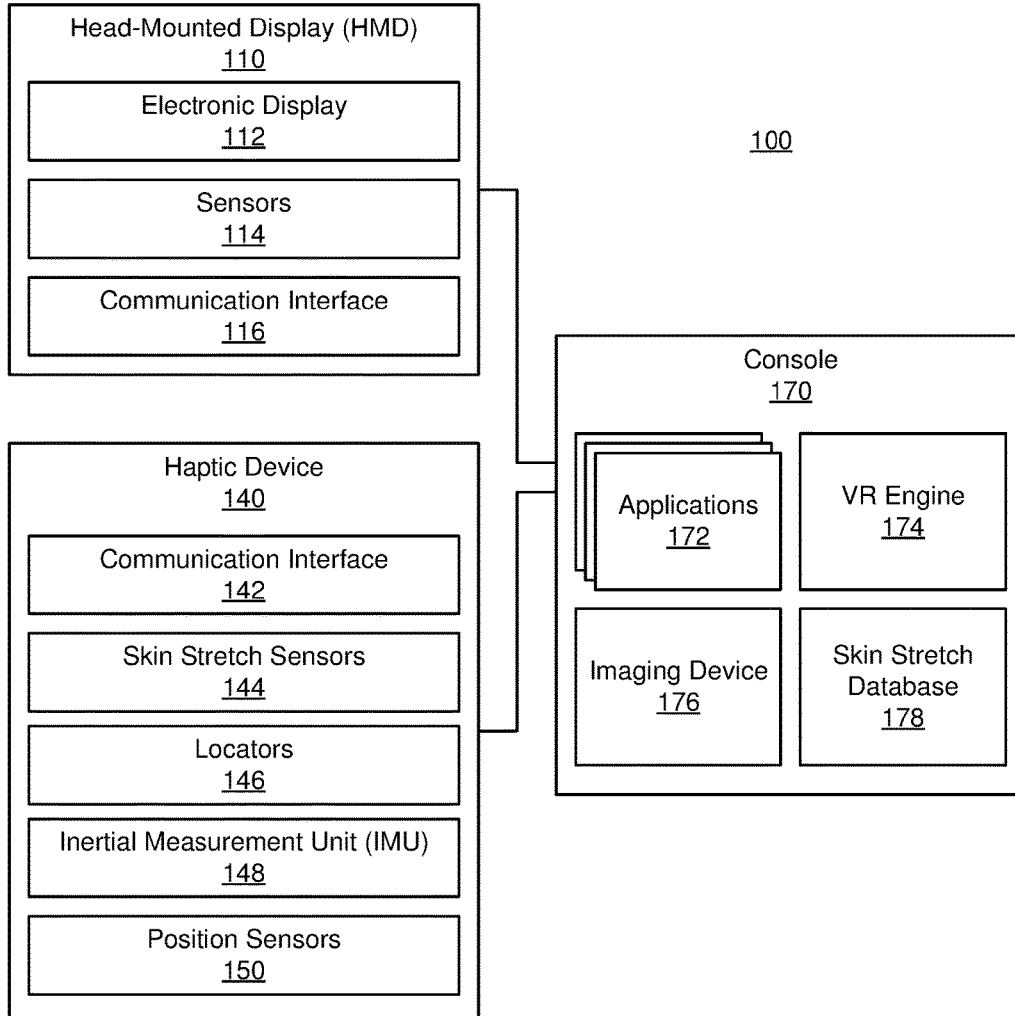 Head-Mounted Display (HMD)
110
Electronic Display
112
Sensors
114
Communication Interface
116
100
Haptic Device
140
Communication Interface
142
Skin Stretch Sensors
144
Locators
146
Inertial Measurement Unit (IMU)
148
Position Sensors
150
Console
170
Applications
172
VR Engine
174
Imaging Device
176
Skin Stretch
Database
178